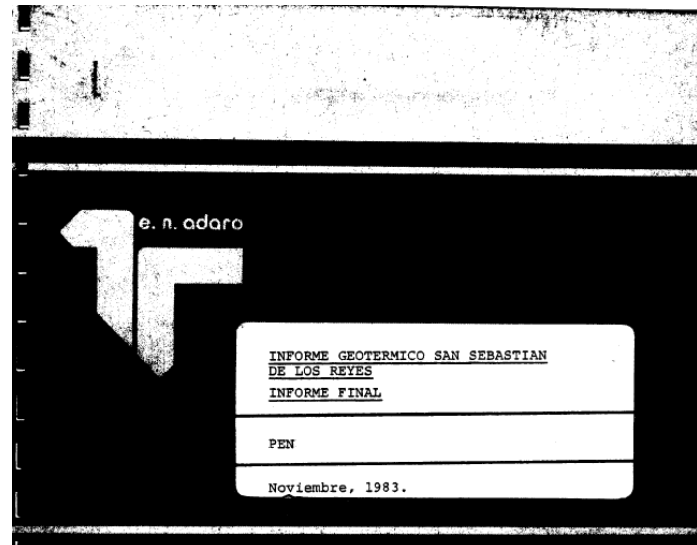 e. n. adaro
INFORME GEOTERMICO SAN SEBASTIAN
DE LOS REYES
INFORME FINAL
PEN
Noviembre, 1983.